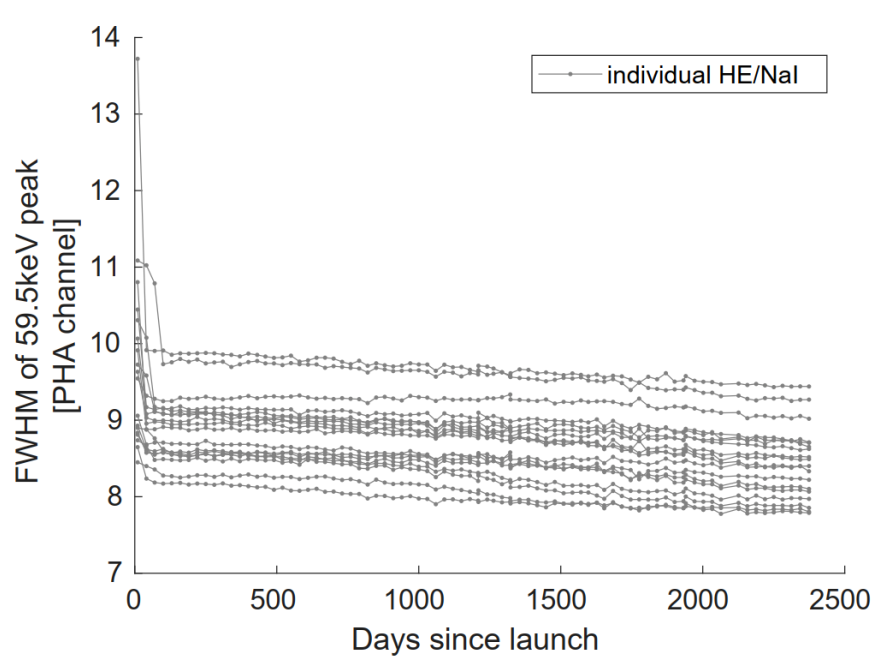 14
13
12
11
10
9
8
7
FWHM of 59.5keV peak
[PHA channel]
individual HE/NaI
0 500 1000 1500 2000 2500
Days since launch